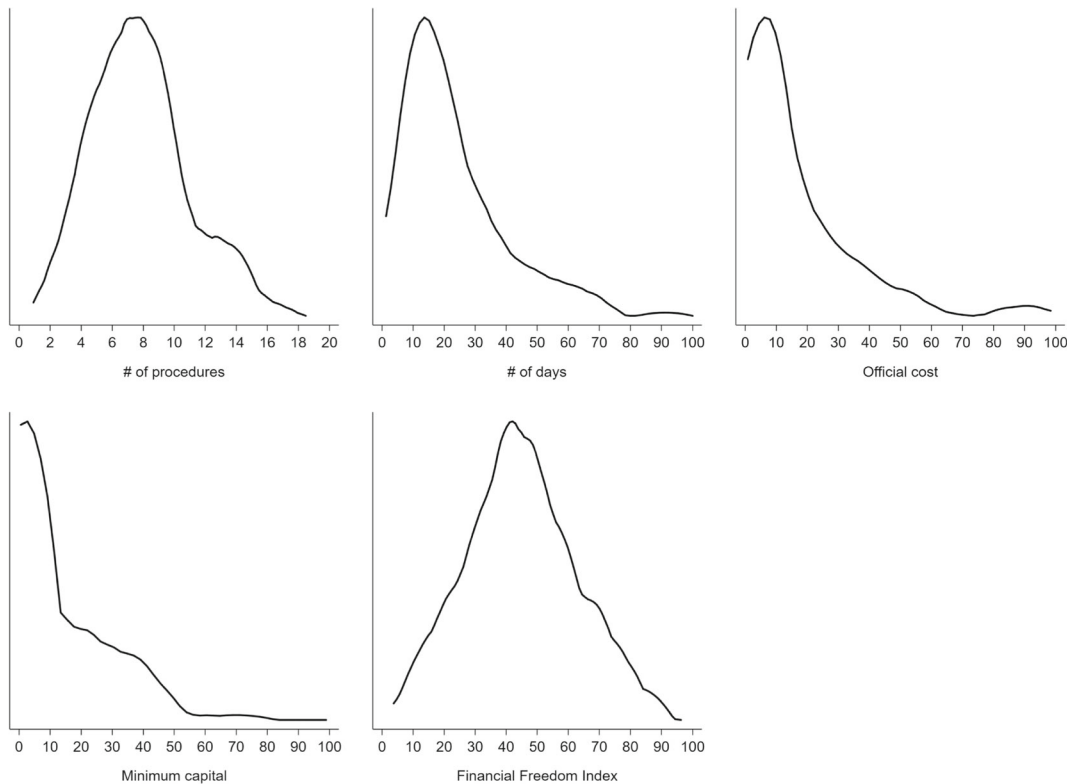 0 2 4 6 8 10 12 14 16 18 20
# of procedures
0 10 20 30 40 50 60 70 80 90 100
# of days
0 10 20 30 40 50 60 70 80 90 100
Official cost
0 10 20 30 40 50 60 70 80 90 100
Minimum capital
0 10 20 30 40 50 60 70 80 90 100
Financial Freedom Index